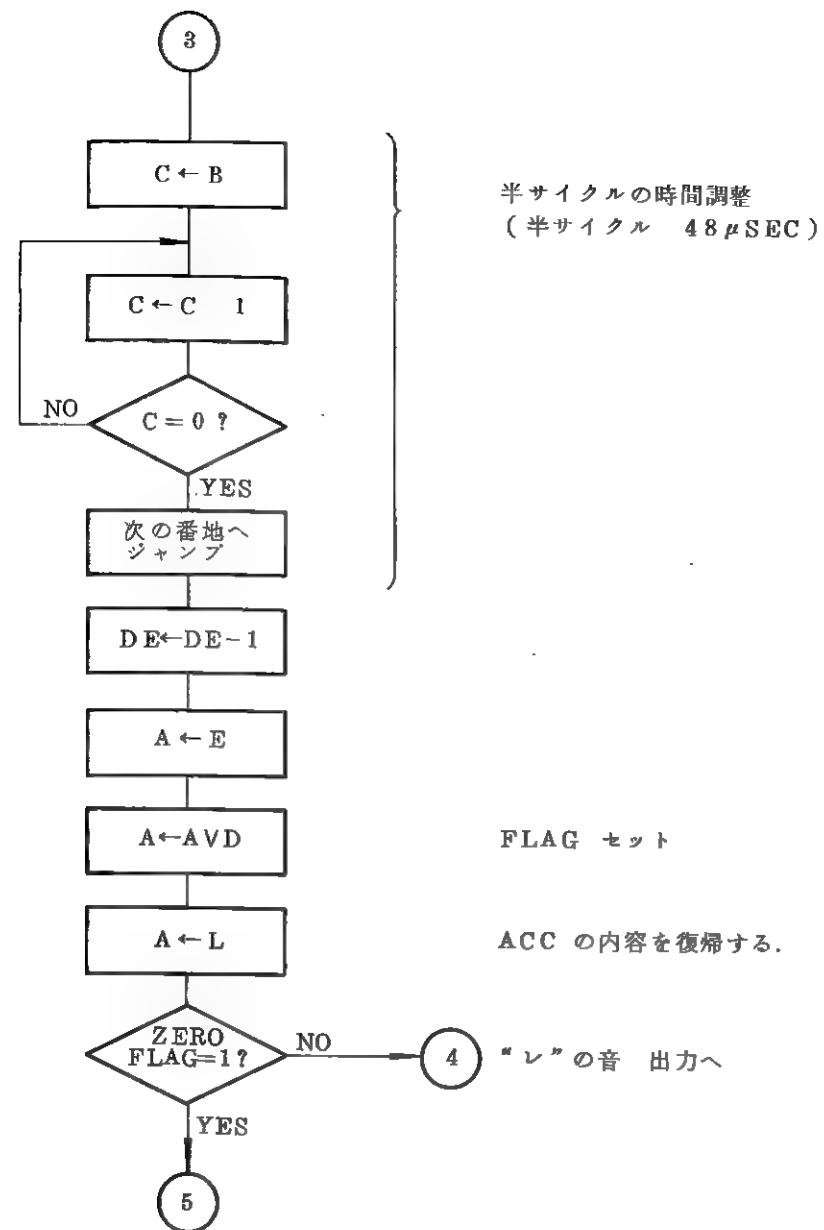 3
C←B
半サイクルの時間調整
(半サイクル 48μSEC)
C←C 1
NO
C=0?
YES
次の番地へ
ジャンプ
DE←DE-1
A←E
A←A∨D
FLAG セット
A←L
ACC の内容を復帰する.
ZERO
FLAG=1?
NO
4
“レ”の音 出力へ
YES
5